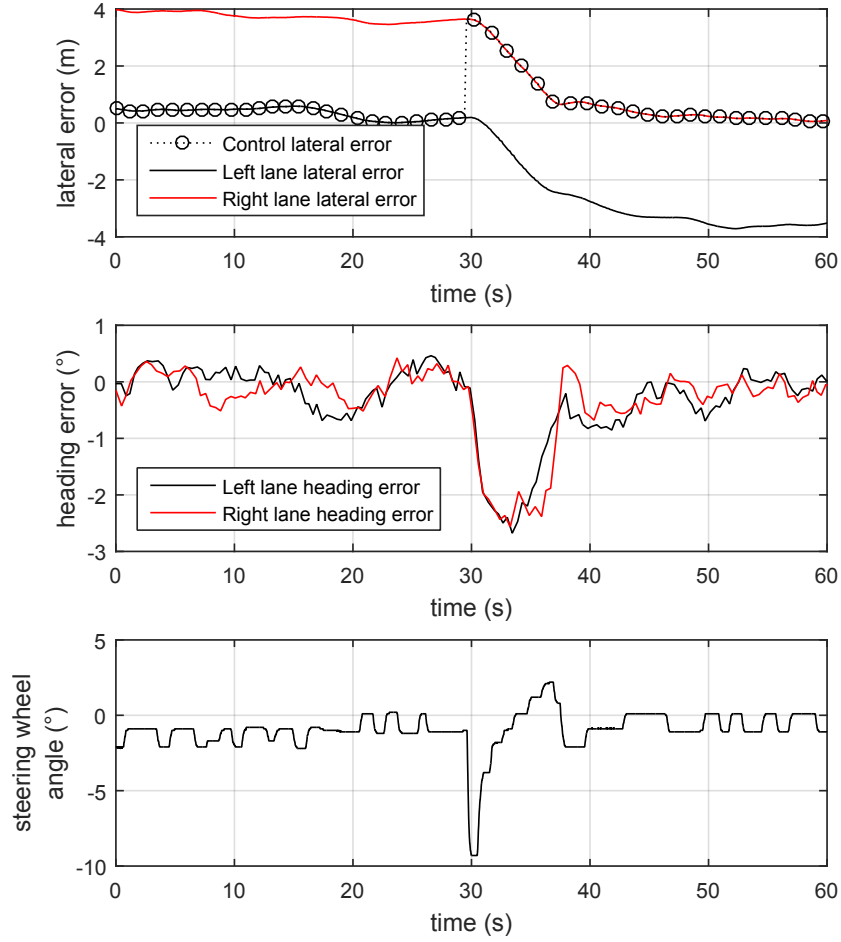 lateral error (m)
4
2
0
-2
-4
Control lateral error
Left lane lateral error
Right lane lateral error
0 10 20 30 40 50 60
time (s)
heading error (°)
1
0
-1
-2
-3
Left lane heading error
Right lane heading error
0 10 20 30 40 50 60
time (s)
steering wheel
angle (°)
5
0
-5
-10
0 10 20 30 40 50 60
time (s)